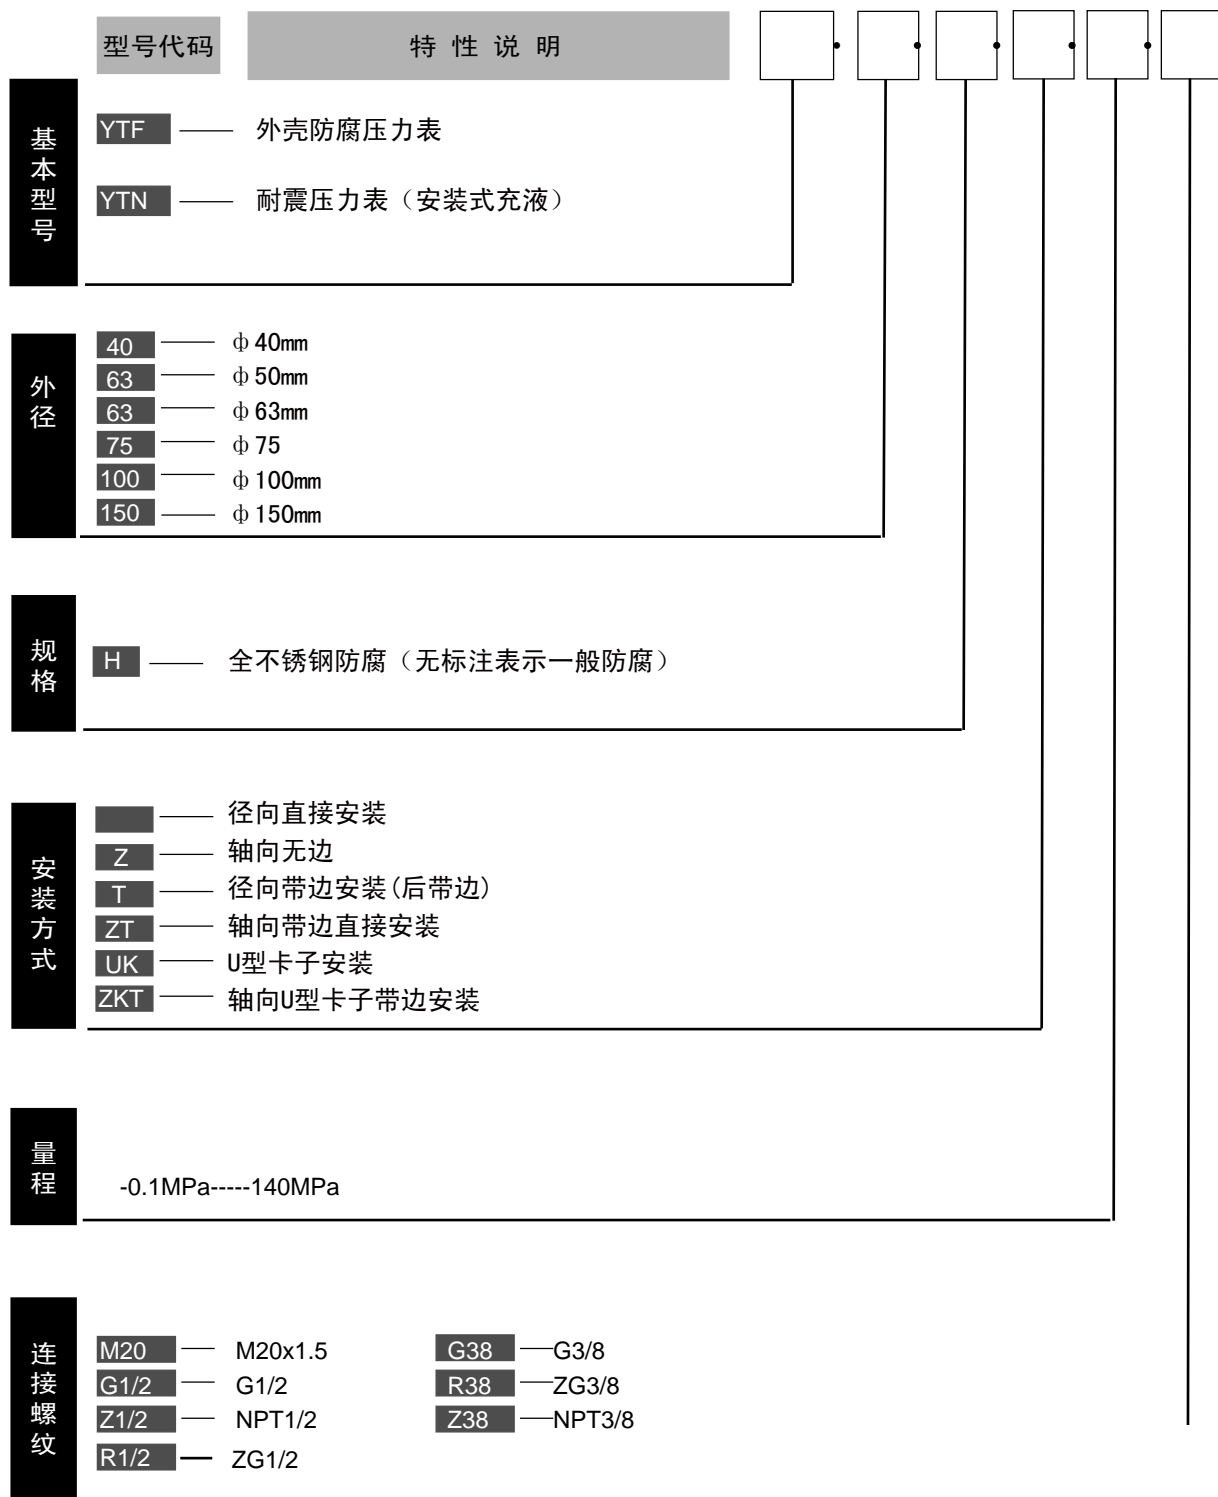 型号代码 特 性 说 明
基本型号
YTF 外壳防腐压力表
YTN 耐震压力表（安装式充液）
外径
40 ф40mm
63 ф50mm
63 ф63mm
75 ф75
100 ф100mm
150 ф150mm
规格
H 全不锈钢防腐（无标注表示一般防腐）
安装方式
径向直接安装
Z 轴向无边
T 径向带边安装(后带边)
ZT 轴向带边直接安装
UK U型卡子安装
ZKT 轴向U型卡子带边安装
量程
-0.1MPa-----140MPa
连接螺纹
M20 M20x1.5 G38 G3/8
G1/2 G1/2 R38 ZG3/8
Z1/2 NPT1/2 Z38 NPT3/8
R1/2 ZG1/2